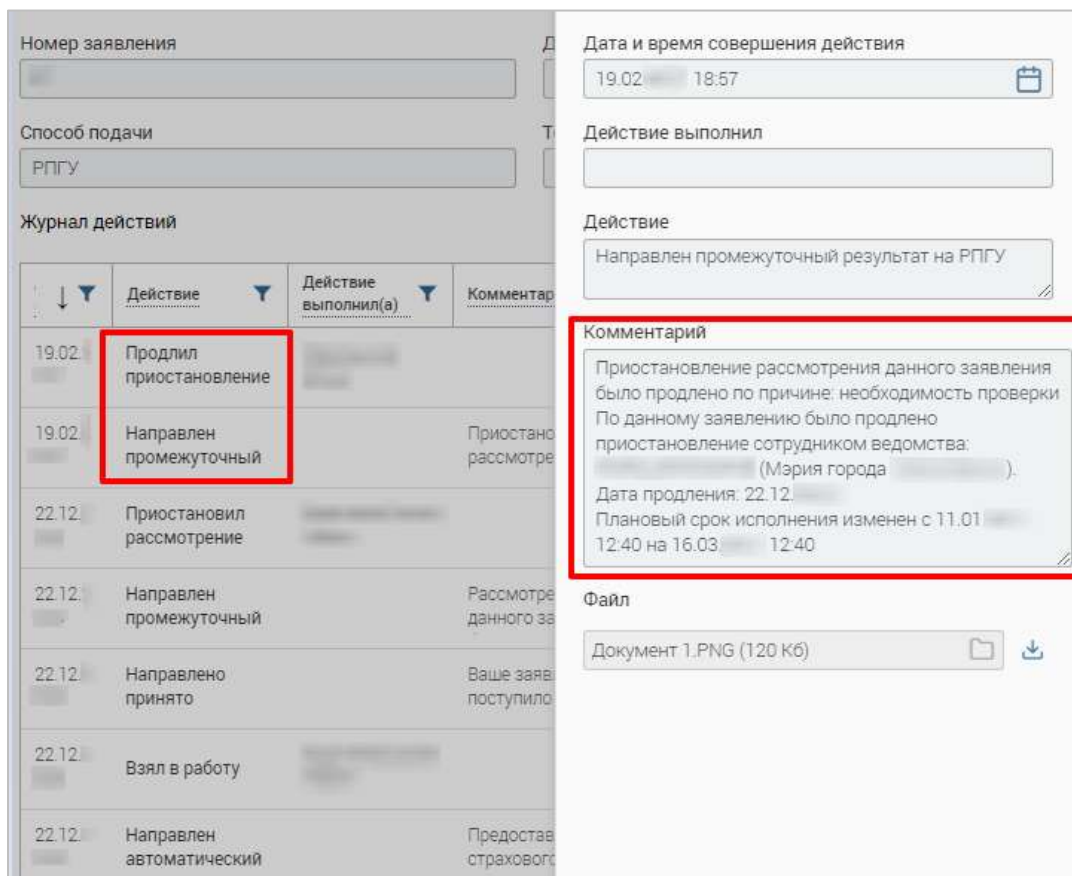 Номер заявления
Способ подачи
РПГУ
Журнал действий
Действие
Действие
выполнил(а)
Комментар
19.02.
Продлил
приостановление
19.02.
Направлен
промежуточный
Приостано
рассмотре
22.12.
Приостановил
рассмотрение
22.12.
Направлен
промежуточный
Рассмотре
данного за
22.12.
Направлено
принято
Ваше заяв
поступило
22.12.
Взял в работу
22.12.
Направлен
автоматический
Предостав
страхового
Дата и время совершения действия
19.02 18:57
Действие выполнил
Действие
Направлен промежуточный результат на РПГУ
Комментарий
Приостановление рассмотрения данного заявления
было продлено по причине: необходимость проверки
По данному заявлению было продлено
приостановление сотрудником ведомства:
(Мэрия города ).
Дата продления: 22.12.
Плановый срок исполнения изменен с 11.01
12:40 на 16.03 12:40
Файл
Документ 1.PNG (120 Кб)